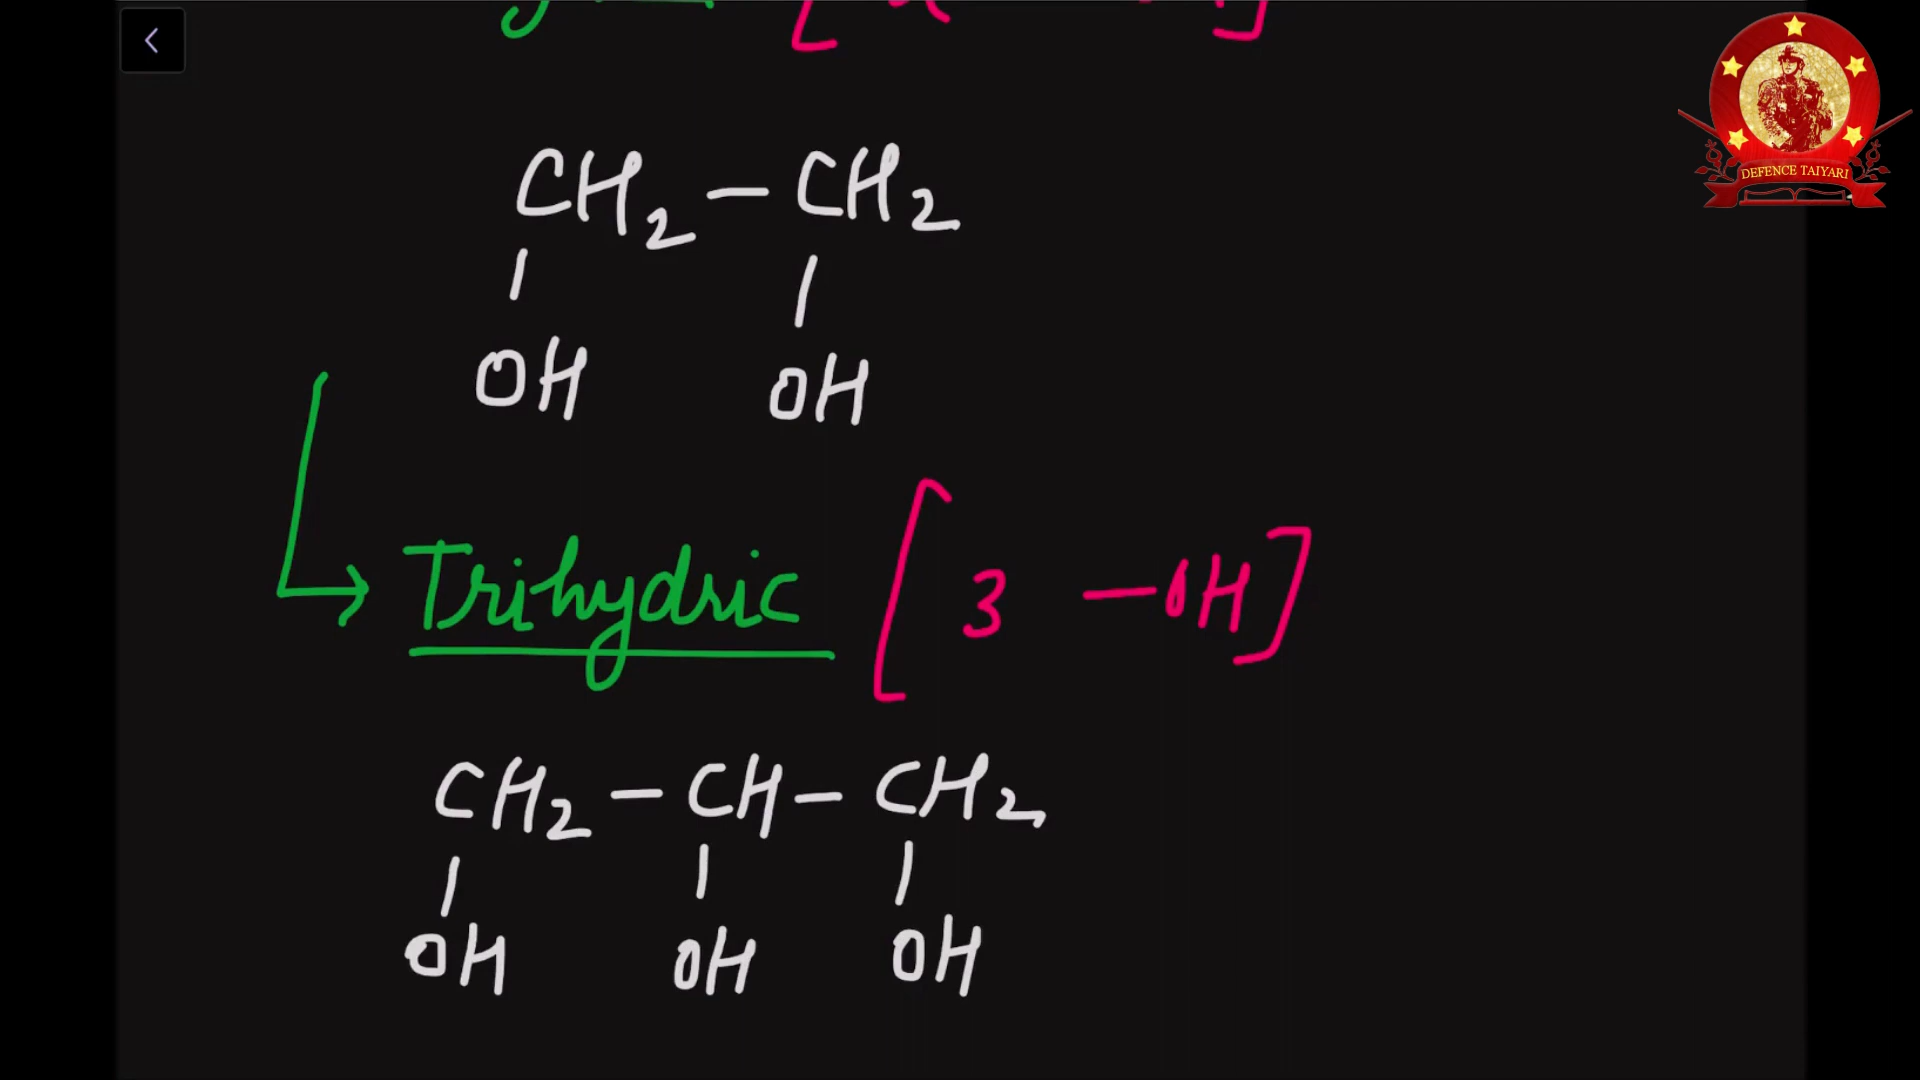 CH2 - CH2
OH OH
Trihydric [3 -OH]
CH2 - CH - CH2
OH OH OH
DEFENCE TAIYARI